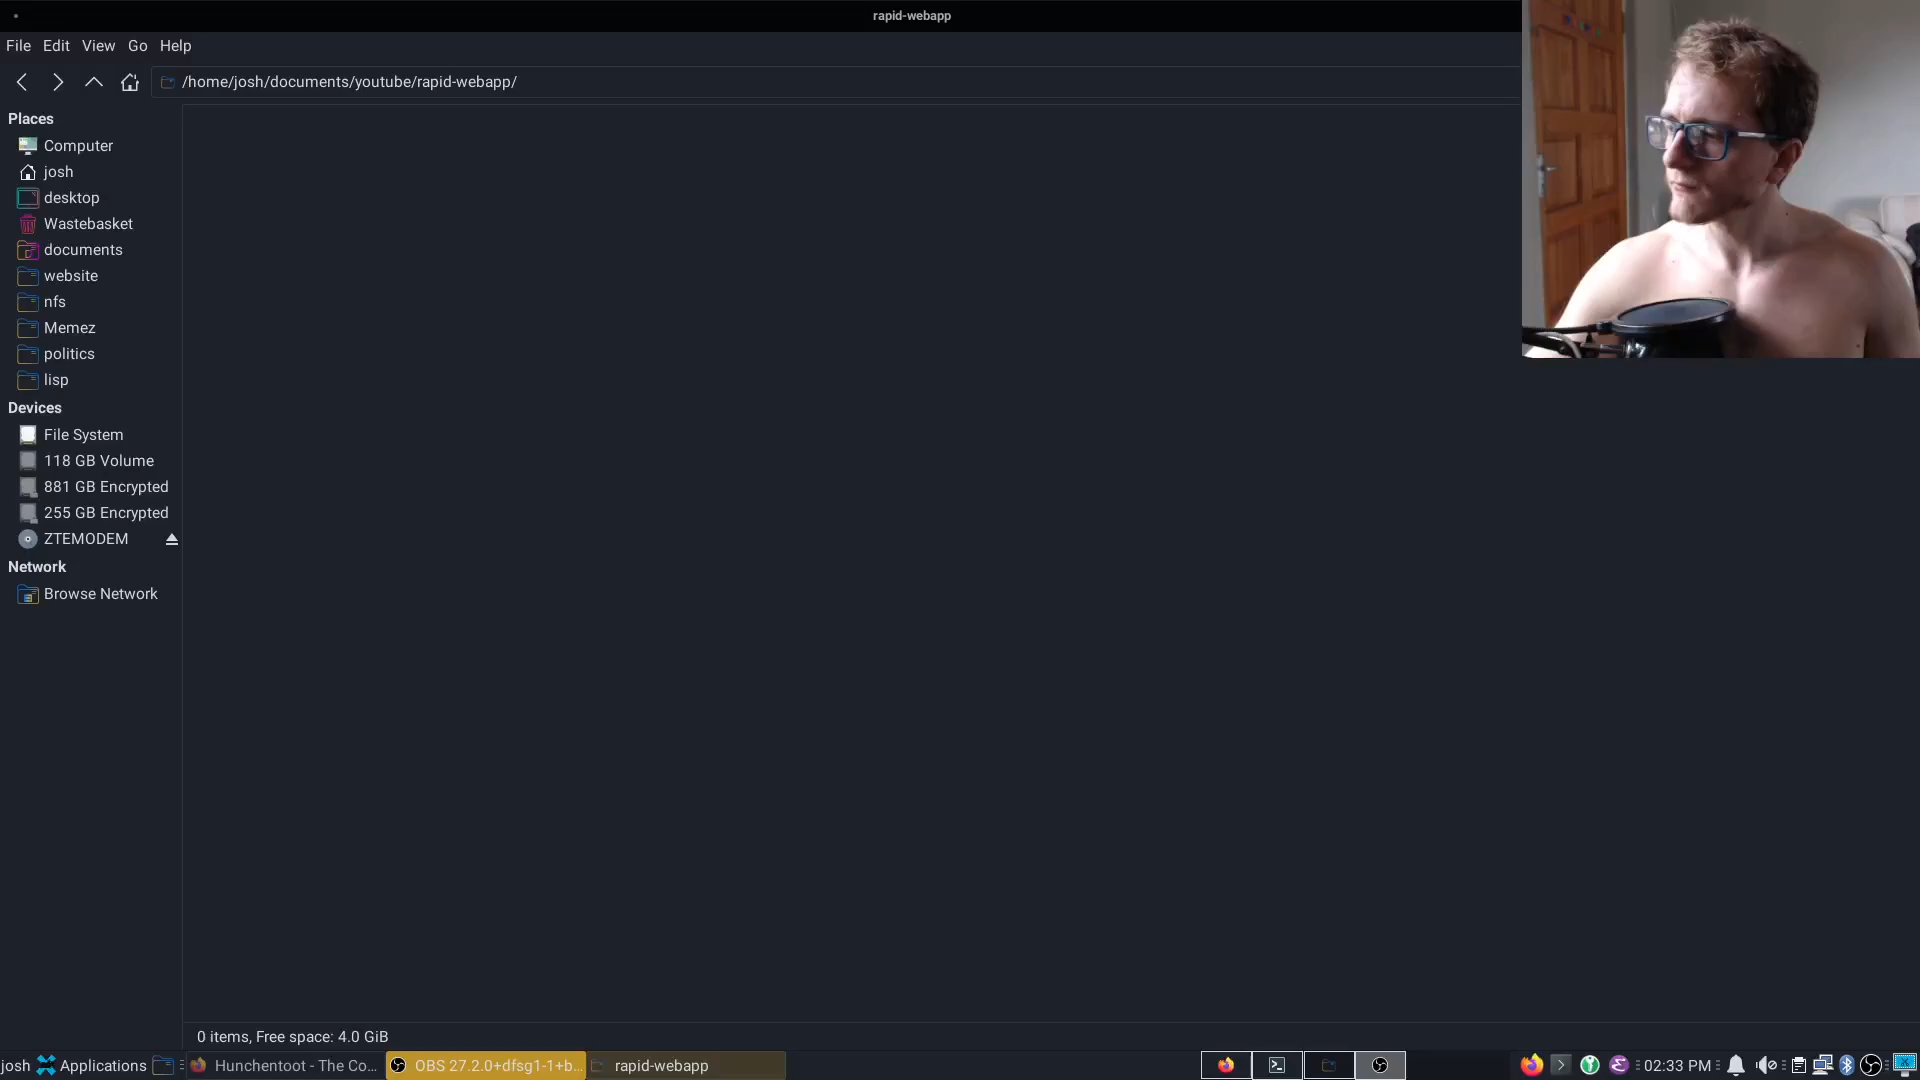 rapid-webapp
File Edit View Go Help
/home/josh/documents/youtube/rapid-webapp/
Places
Computer
josh
desktop
Wastebasket
documents
website
nfs
Memez
politics
lisp
Devices
File System
118 GB Volume
881 GB Encrypted
255 GB Encrypted
ZTEMODEM
Network
Browse Network
0 items, Free space: 4.0 GiB
josh Applications Hunchentoot - The Co... OBS 27.2.0+dfsg1-1+b... rapid-webapp 02:33 PM